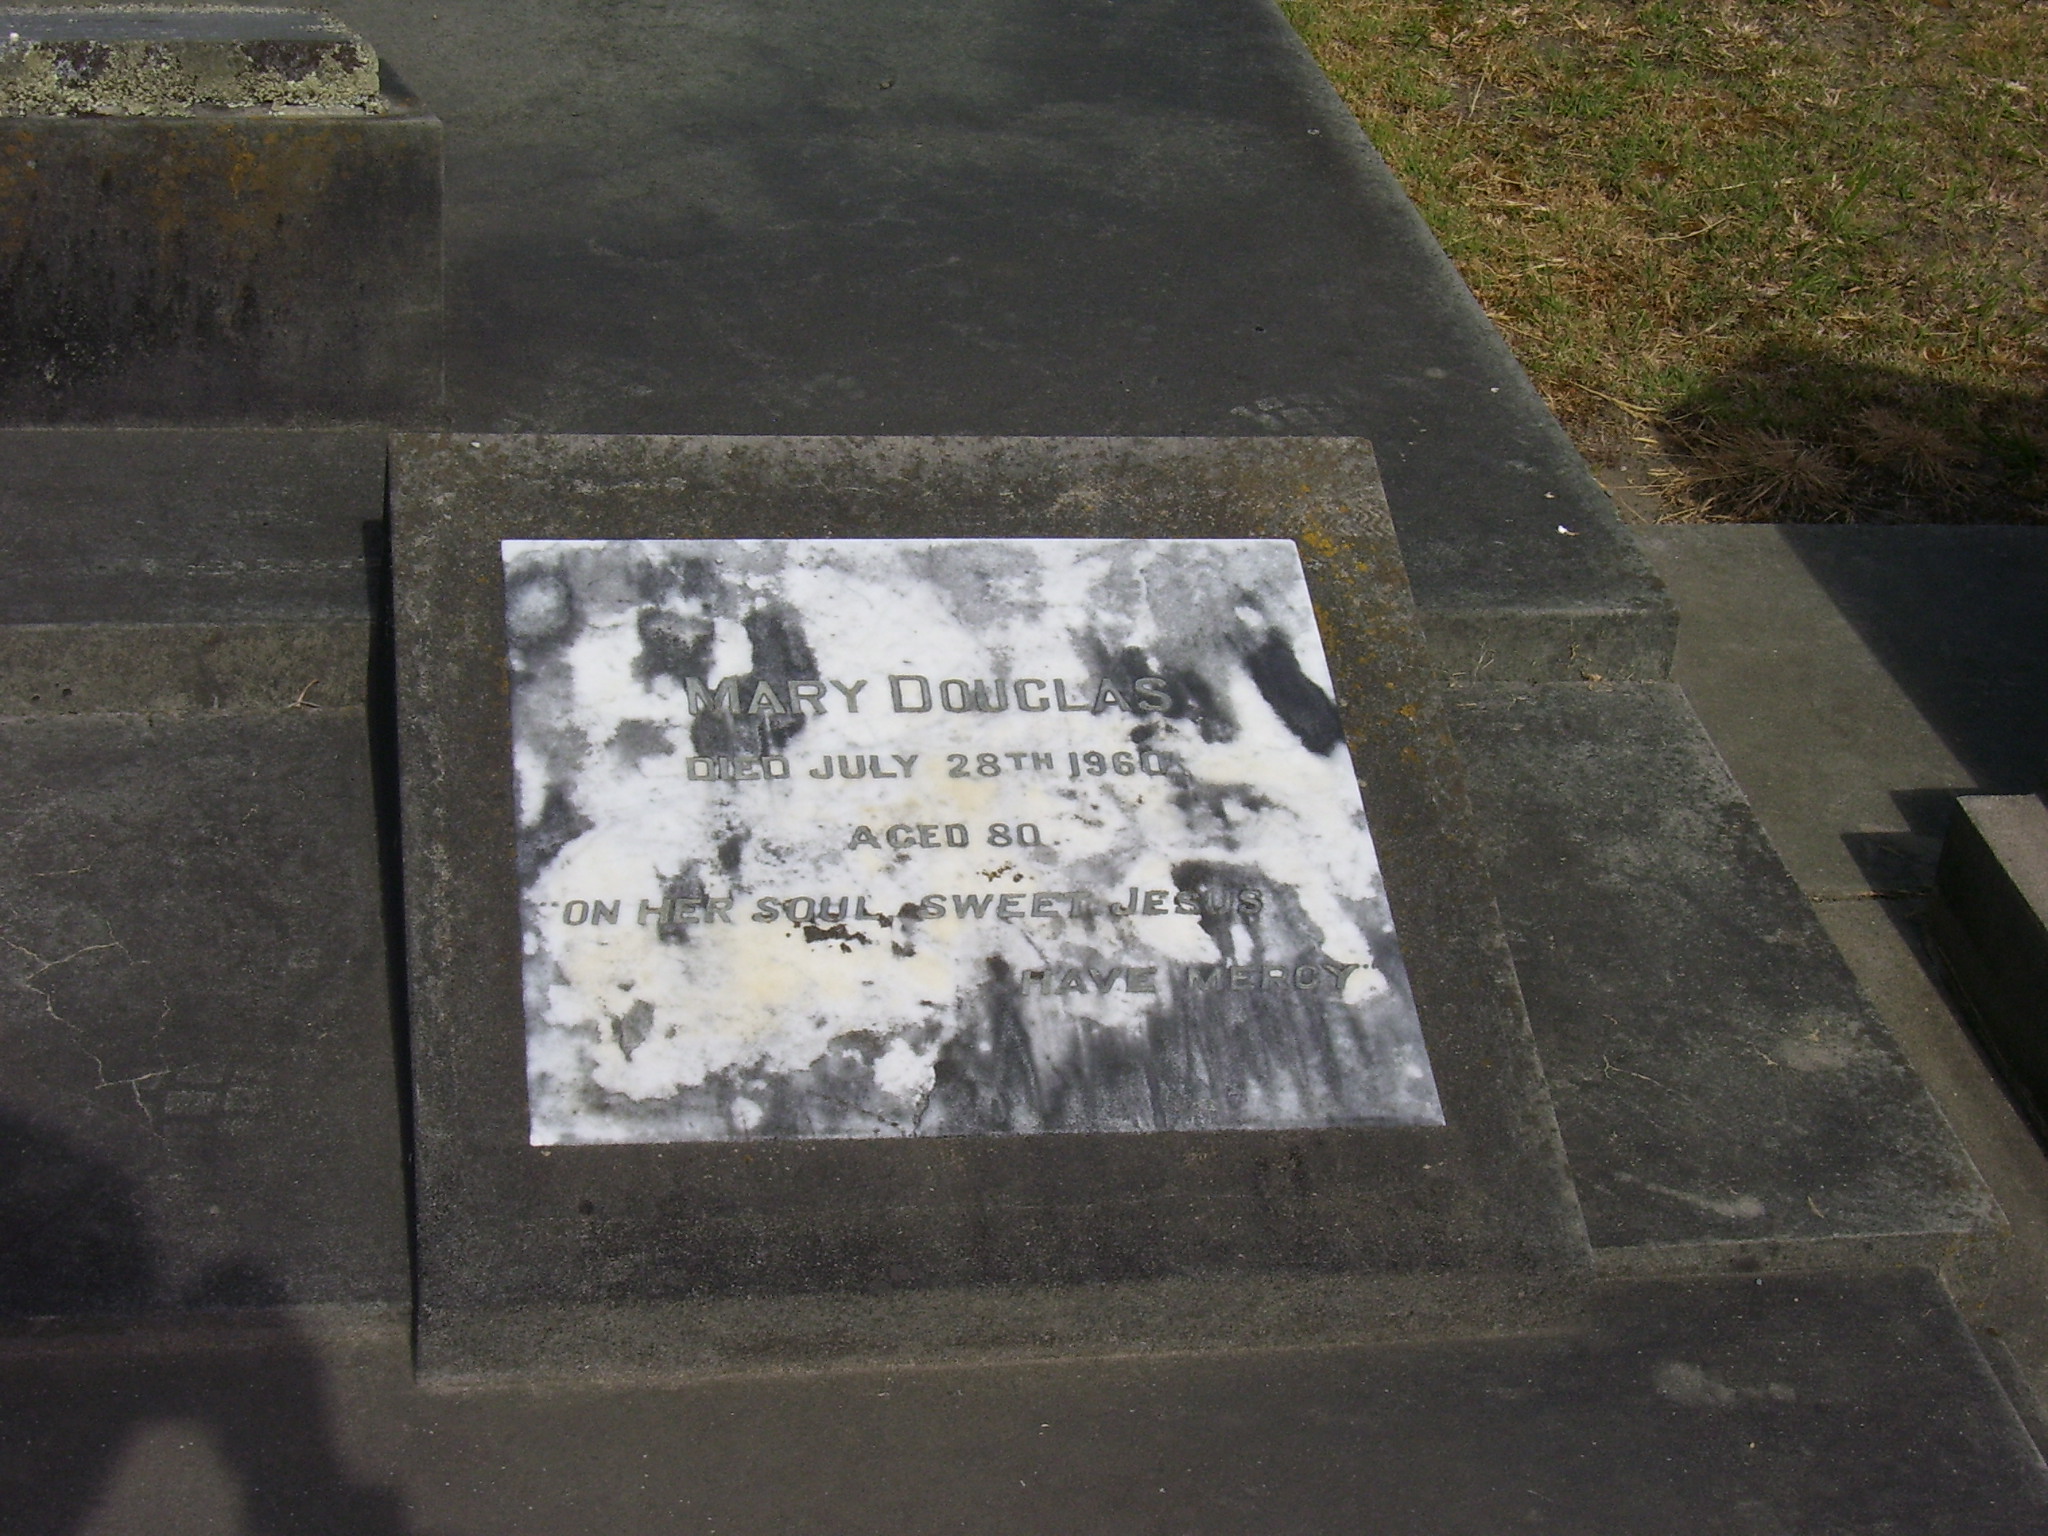 MARY DOUGLAS
DIED JULY 28TH 1960
AGED 80.
"ON HER SOUL, SWEET JESUS
HAVE MERCY"